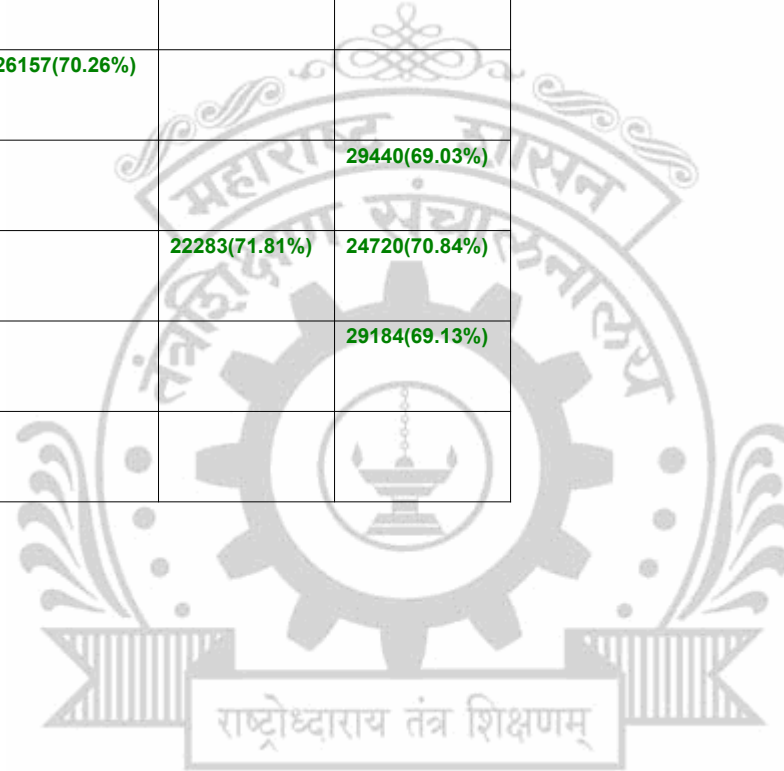 26157(70.26%)
29440(69.03%)
22283(71.81%) 24720(70.84%)
29184(69.13%)
महाराष्ट्र शासन
तंत्रशिक्षण संचालनालय
राष्ट्रोध्दाराय तंत्र शिक्षणम्